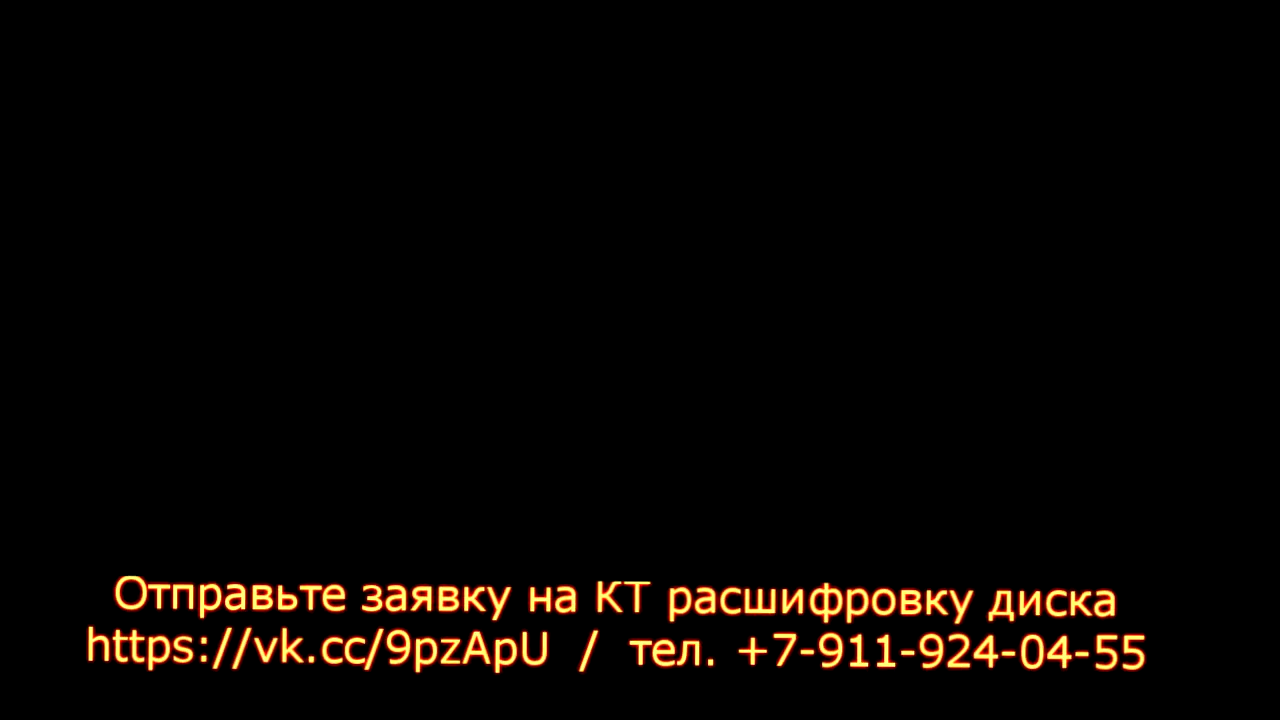 Отправьте заявку на КТ расшифровку диска
https://vk.cc/9pzApU / тел. +7-911-924-04-55